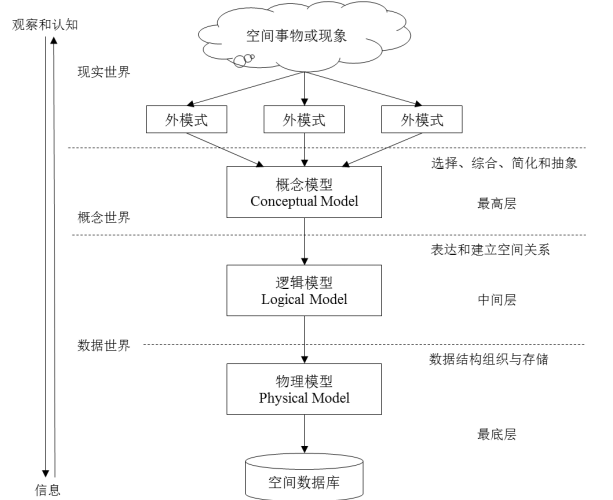 观察和认知
空间事物或现象
现实世界
外模式
外模式
外模式
选择、综合、简化和抽象
概念模型
Conceptual Model
最高层
概念世界
表达和建立空间关系
逻辑模型
Logical Model
中间层
数据世界
数据结构组织与存储
物理模型
Physical Model
最底层
空间数据库
信息